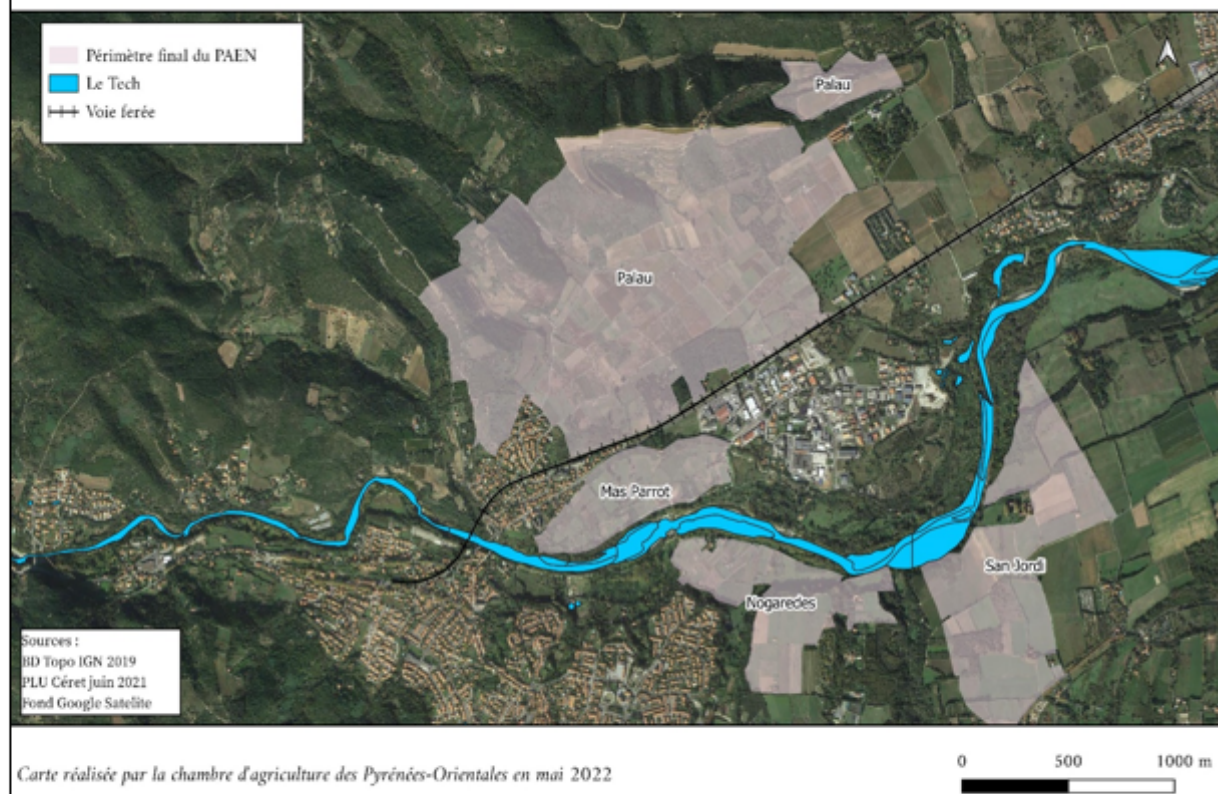 Périmètre final du PAEN
Le Tech
Voie ferée
Palau
Palau
Mas Parrot
San Jordi
Nogaredes
Sources :
BD Topo IGN 2019
PLU Céret juin 2021
Fond Google Satelite
Carte réalisée par la chambre d'agriculture des Pyrénées-Orientales en mai 2022
0 500 1000 m